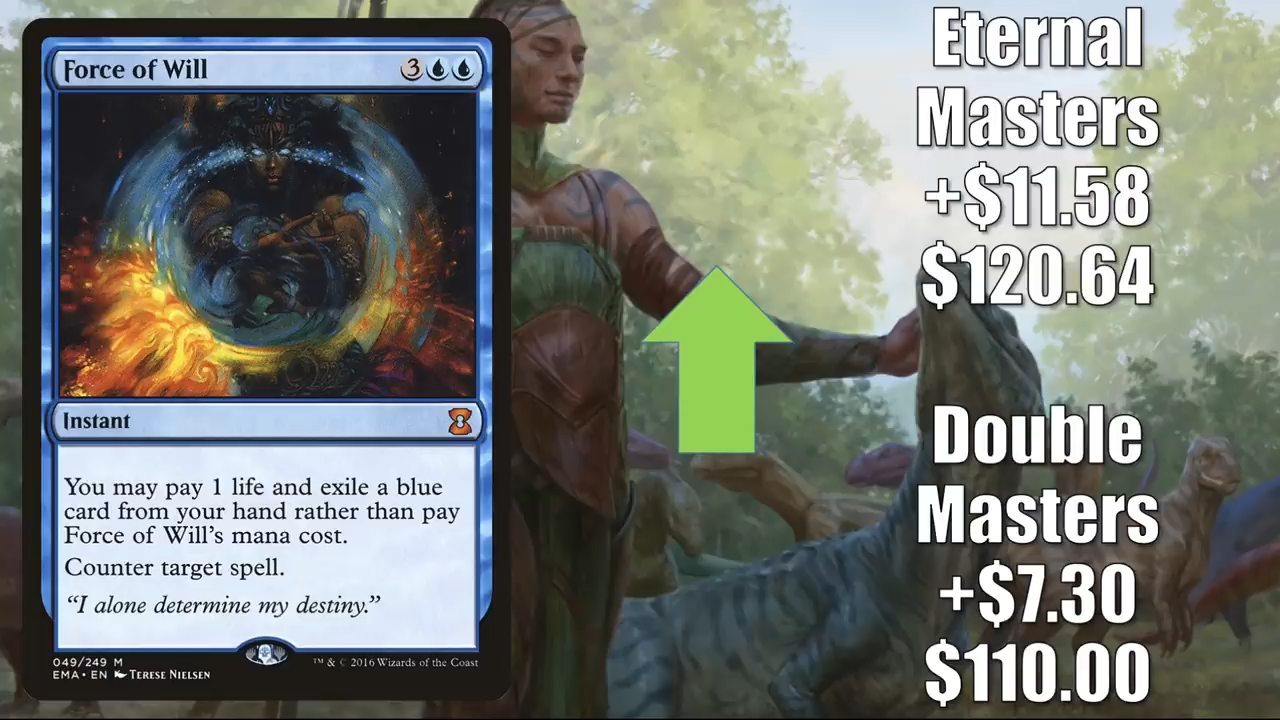 Force of Will
3
Instant
You may pay 1 life and exile a blue
card from your hand rather than pay
Force of Will's mana cost.
Counter target spell.
"I alone determine my destiny."
049/249 M
EMA • EN Terese Nielsen
™ & © 2016 Wizards of the Coast
Eternal
Masters
+$11.58
$120.64
Double
Masters
+$7.30
$110.00